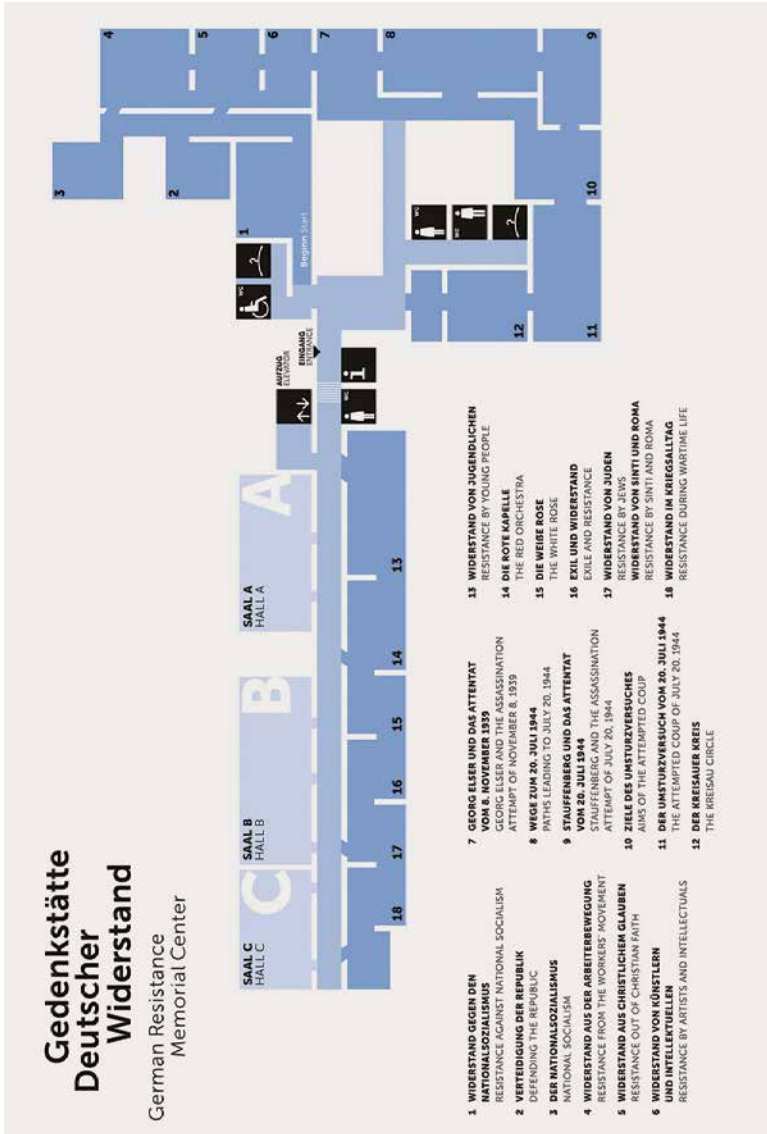 Gedenkstätte
Deutscher
Widerstand
German Resistance
Memorial Center
SAAL C
HALL C
C
SAAL B
HALL B
B
SAAL A
HALL A
A
AUFZUG
ELEVATOR
EINGANG
ENTRANCE
WC
i
WC
Beginn Start
WC
WC
1
2
3
4
5
6
7
8
9
10
11
12
13
14
15
16
17
18
1 WIDERSTAND GEGEN DEN
NATIONALSOZIALISMUS
RESISTANCE AGAINST NATIONAL SOCIALISM
2 VERTEIDIGUNG DER REPUBLIK
DEFENDING THE REPUBLIC
3 DER NATIONALSOZIALISMUS
NATIONAL SOCIALISM
4 WIDERSTAND AUS DER ARBEITERBEWEGUNG
RESISTANCE FROM THE WORKERS' MOVEMENT
5 WIDERSTAND AUS CHRISTLICHEM GLAUBEN
RESISTANCE OUT OF CHRISTIAN FAITH
6 WIDERSTAND VON KÜNSTLERN
UND INTELLEKTUELLEN
RESISTANCE BY ARTISTS AND INTELLECTUALS
7 GEORG ELSER UND DAS ATTENTAT
VOM 8. NOVEMBER 1939
GEORG ELSER AND THE ASSASSINATION
ATTEMPT OF NOVEMBER 8, 1939
8 WEGE ZUM 20. JULI 1944
PATHS LEADING TO JULY 20, 1944
9 STAUFFENBERG UND DAS ATTENTAT
VOM 20. JULI 1944
STAUFFENBERG AND THE ASSASSINATION
ATTEMPT OF JULY 20, 1944
10 ZIELE DES UMSTURZVERSUCHES
AIMS OF THE ATTEMPTED COUP
11 DER UMSTURZVERSUCH VOM 20. JULI 1944
THE ATTEMPTED COUP OF JULY 20, 1944
12 DER KREISAUER KREIS
THE KREISAU CIRCLE
13 WIDERSTAND VON JUGENDLICHEN
RESISTANCE BY YOUNG PEOPLE
14 DIE ROTE KAPELLE
THE RED ORCHESTRA
15 DIE WEIßE ROSE
THE WHITE ROSE
16 EXIL UND WIDERSTAND
EXILE AND RESISTANCE
17 WIDERSTAND VON JUDEN
RESISTANCE BY JEWS
WIDERSTAND VON SINTI UND ROMA
RESISTANCE BY SINTI AND ROMA
18 WIDERSTAND IM KRIEGSALLTAG
RESISTANCE DURING WARTIME LIFE